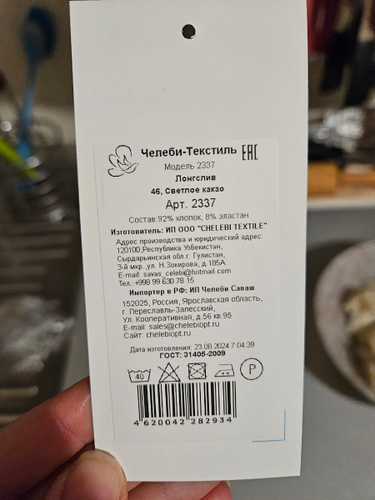 Челеби-Текстиль EAC
Модель 2337
Лонгслив
46, Светлое какао
Арт. 2337
Состав:92% хлопок, 8% эластан
Изготовитель: ИП ООО "CHELEBI TEXTILE"
Адрес производства и юридический адрес:
120100,Республика Узбекистан,
Сырдарьинская обл.г. Гулистан,
3-й мкр.,ул. Н.Зокирова, д.185А
E-mail: savas_celebi@hotmail.com
Тел.:+998 99 630 78 15
Импортер в РФ: ИП Челеби Саваш
152025, Россия, Ярославская область,
г. Переславль-Залесский,
Ул. Кооперативная, д.56 кв.95
E-mail: sales@chelebiopt.ru
Сайт: chelebiopt.ru
Дата изготовления: 23.08.2024 7:04:39
ГОСТ: 31405-2009
40 P
4 620042 282934